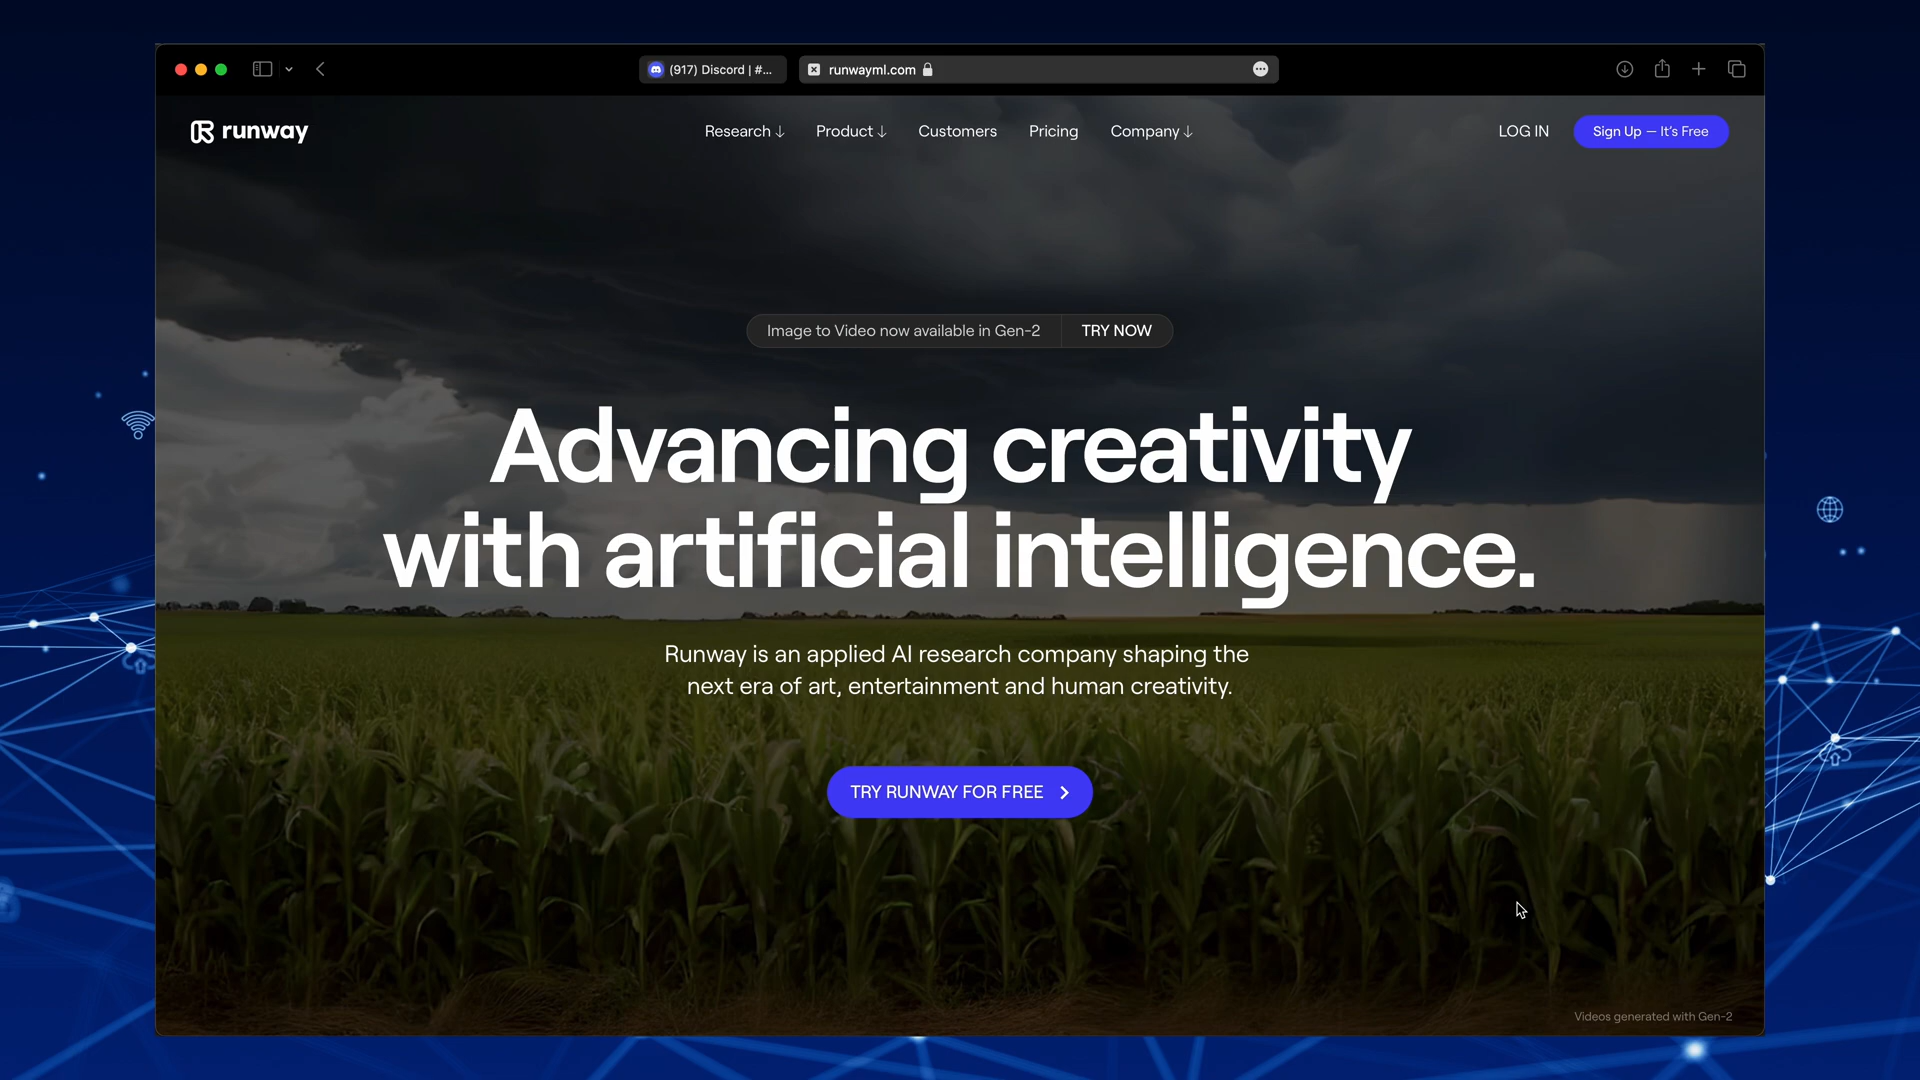 (917) Discord | #...
runwayml.com
runway
Research ↓
Product ↓
Customers
Pricing
Company ↓
LOG IN
Sign Up — It's Free
Image to Video now available in Gen-2
TRY NOW
Advancing creativity
with artificial intelligence.
Runway is an applied AI research company shaping the
next era of art, entertainment and human creativity.
TRY RUNWAY FOR FREE
Videos generated with Gen-2